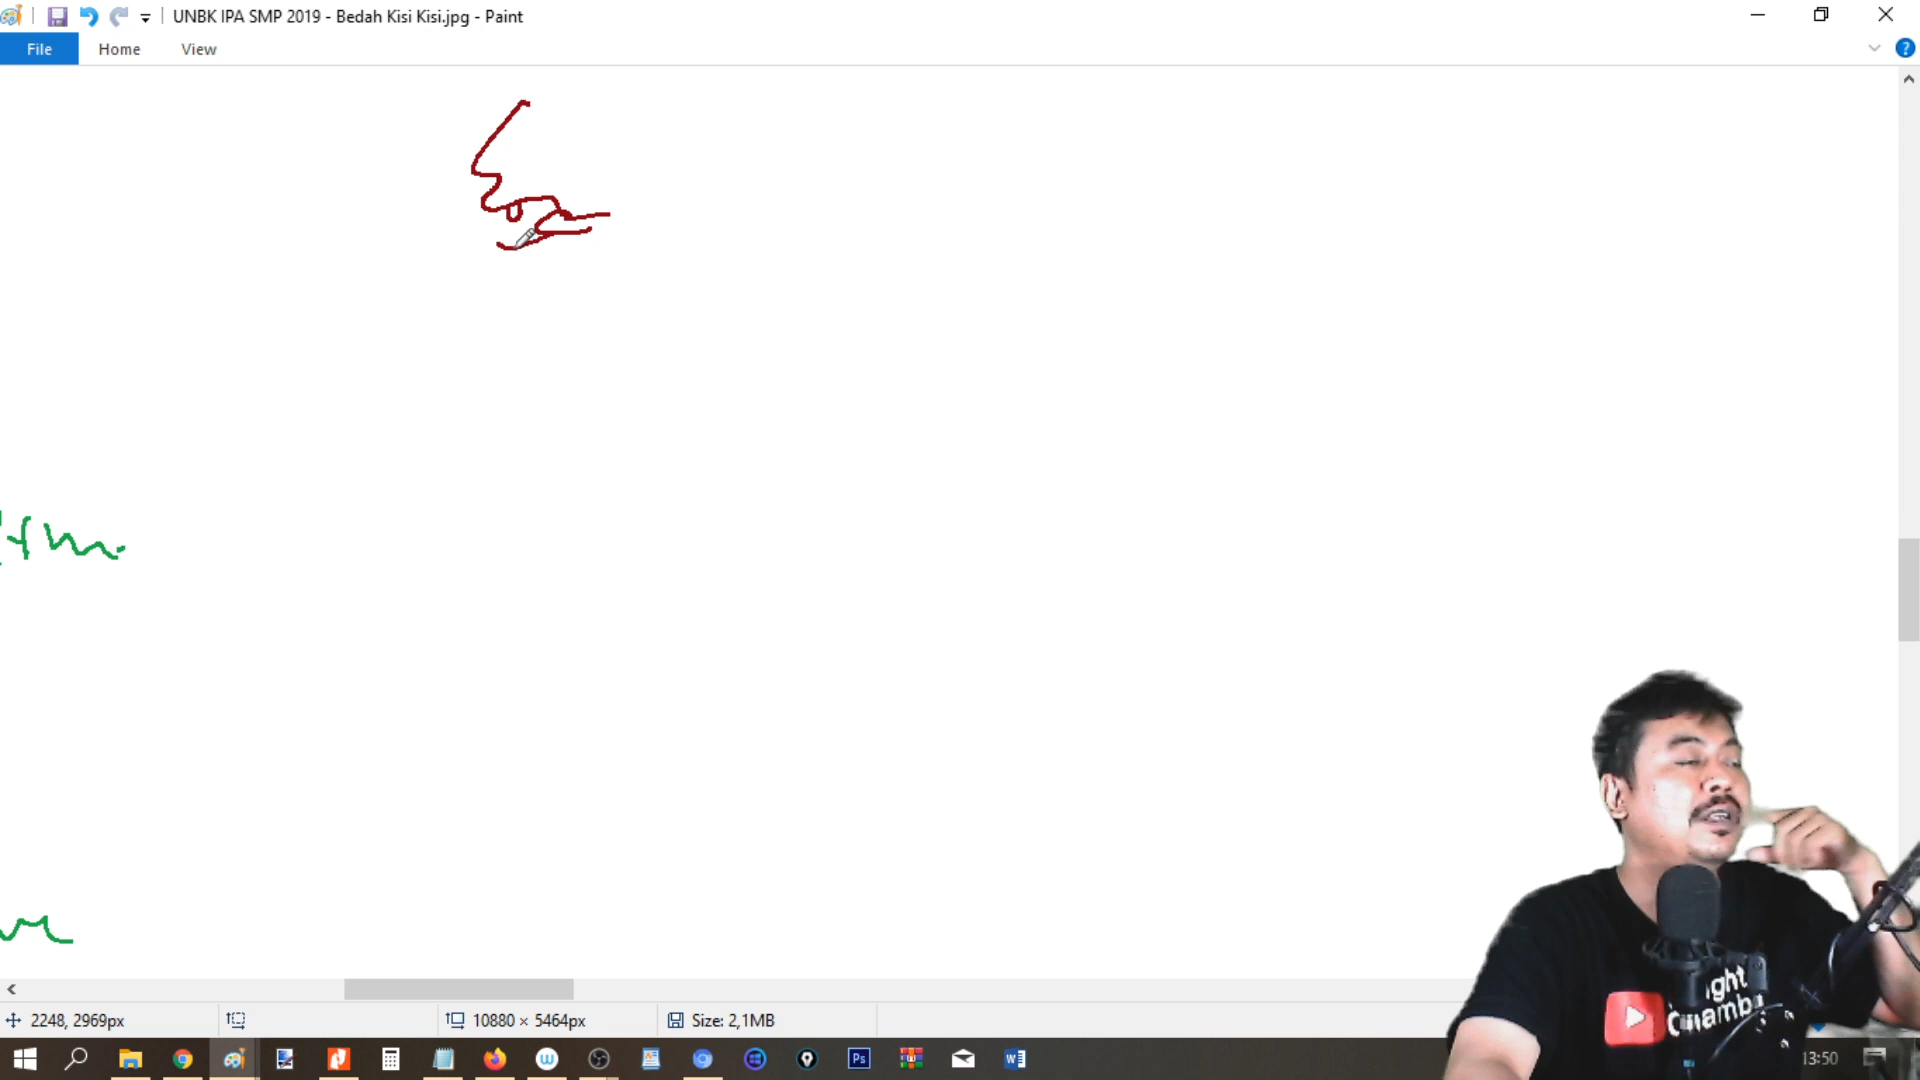 UNBK IPA SMP 2019 - Bedah Kisi Kisi.jpg - Paint
File Home View
2248, 2969px
10880 × 5464px
Size: 2,1MB
Ps
13:50